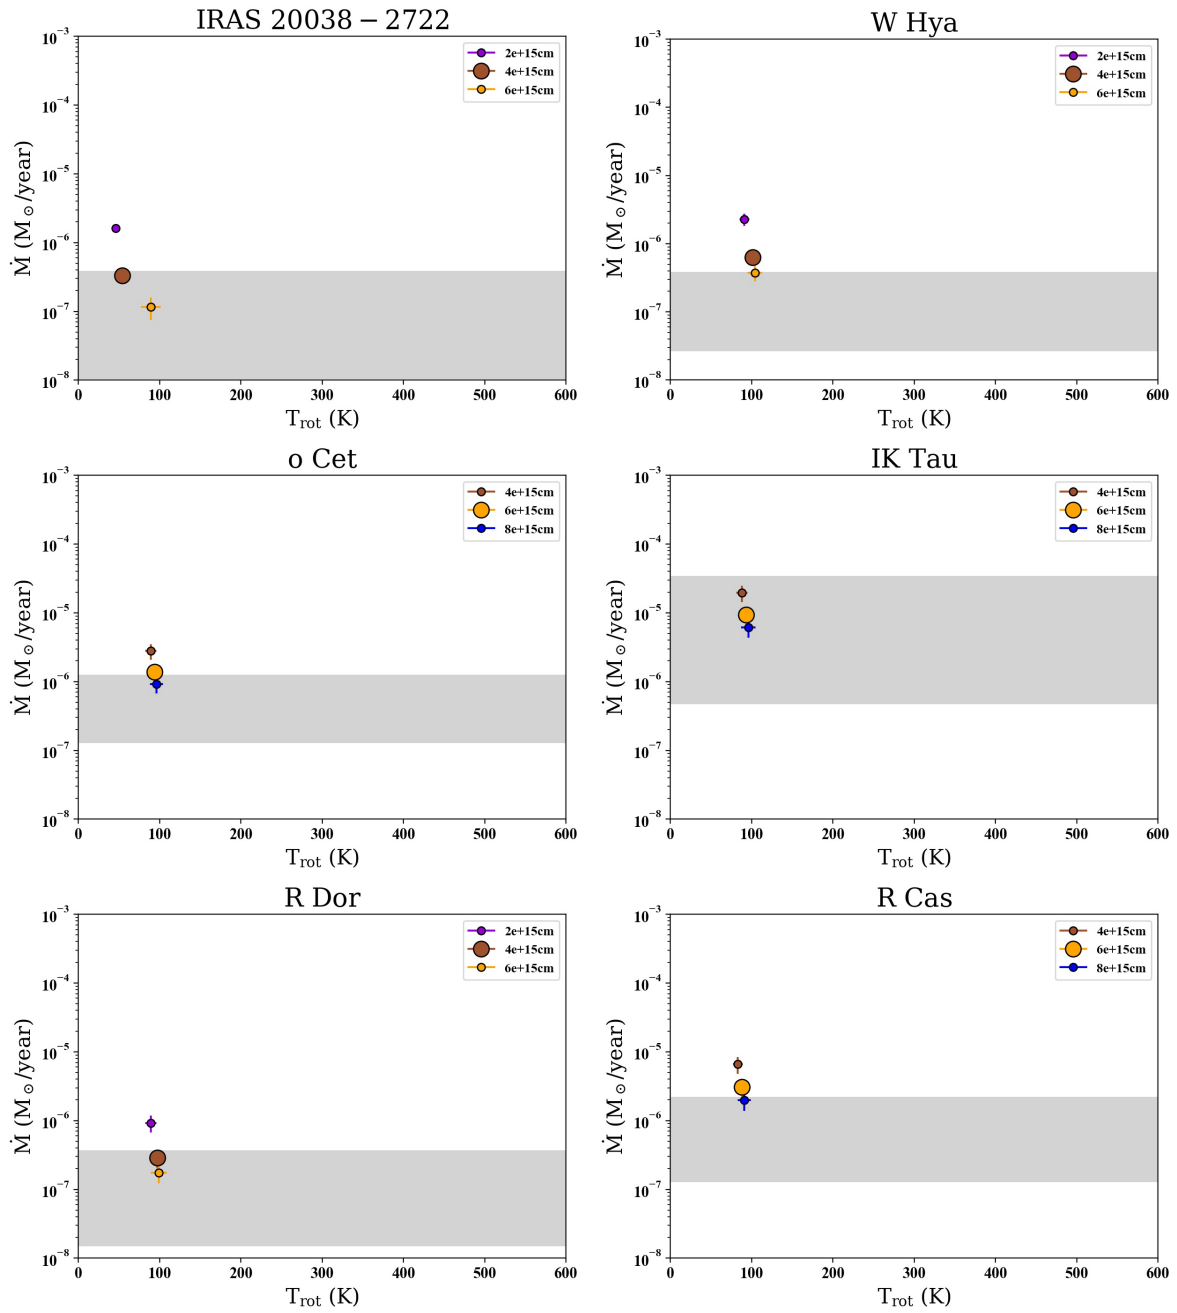 IRAS 20038 − 2722
10⁻³
10⁻⁴
10⁻⁵
10⁻⁶
10⁻⁷
10⁻⁸
Ṁ (M⊙/year)
2e+15cm
4e+15cm
6e+15cm
0 100 200 300 400 500 600
Trot (K)
W Hya
10⁻³
10⁻⁴
10⁻⁵
10⁻⁶
10⁻⁷
10⁻⁸
Ṁ (M⊙/year)
2e+15cm
4e+15cm
6e+15cm
0 100 200 300 400 500 600
Trot (K)
o Cet
10⁻³
10⁻⁴
10⁻⁵
10⁻⁶
10⁻⁷
10⁻⁸
Ṁ (M⊙/year)
4e+15cm
6e+15cm
8e+15cm
0 100 200 300 400 500 600
Trot (K)
IK Tau
10⁻³
10⁻⁴
10⁻⁵
10⁻⁶
10⁻⁷
10⁻⁸
Ṁ (M⊙/year)
4e+15cm
6e+15cm
8e+15cm
0 100 200 300 400 500 600
Trot (K)
R Dor
10⁻³
10⁻⁴
10⁻⁵
10⁻⁶
10⁻⁷
10⁻⁸
Ṁ (M⊙/year)
2e+15cm
4e+15cm
6e+15cm
0 100 200 300 400 500 600
Trot (K)
R Cas
10⁻³
10⁻⁴
10⁻⁵
10⁻⁶
10⁻⁷
10⁻⁸
Ṁ (M⊙/year)
4e+15cm
6e+15cm
8e+15cm
0 100 200 300 400 500 600
Trot (K)